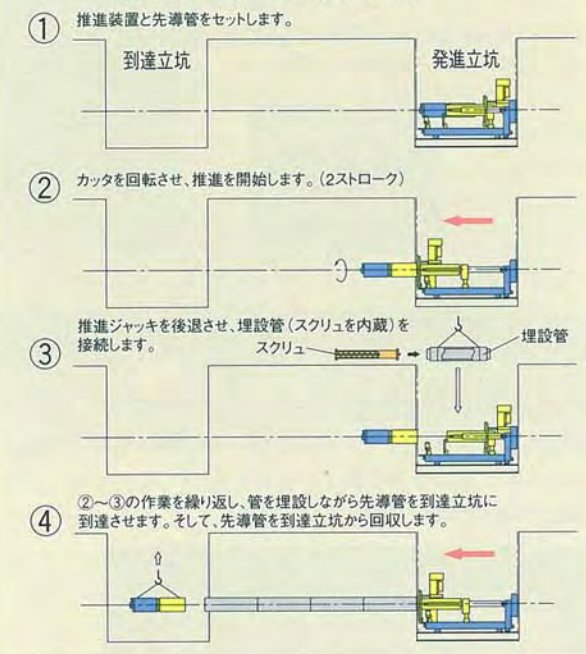 ① 推進装置と先導管をセットします。
到達立坑
発進立坑
② カッタを回転させ、推進を開始します。(2ストローク)
③ 推進ジャッキを後退させ、埋設管(スクリュを内蔵)を
接続します。
スクリュ
埋設管
④ ②〜③の作業を繰り返し、管を埋設しながら先導管を到達立坑に
到達させます。そして、先導管を到達立坑から回収します。